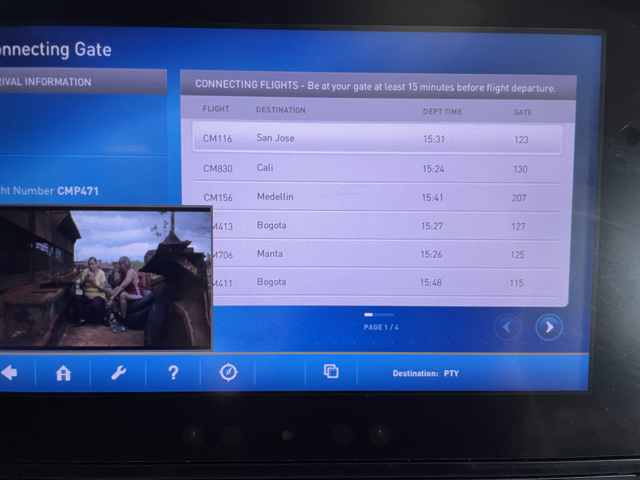 nnecting Gate
IVAL INFORMATION
CONNECTING FLIGHTS - Be at your gate at least 15 minutes before flight departure.
FLIGHT DESTINATION DEPT TIME GATE
CM116 San Jose 15:31 123
CM830 Cali 15:24 130
ht Number CMP471
CM156 Medellin 15:41 207
M413 Bogota 15:27 127
M706 Manta 15:26 125
M411 Bogota 15:48 115
PAGE 1 / 4
?
Destination: PTY